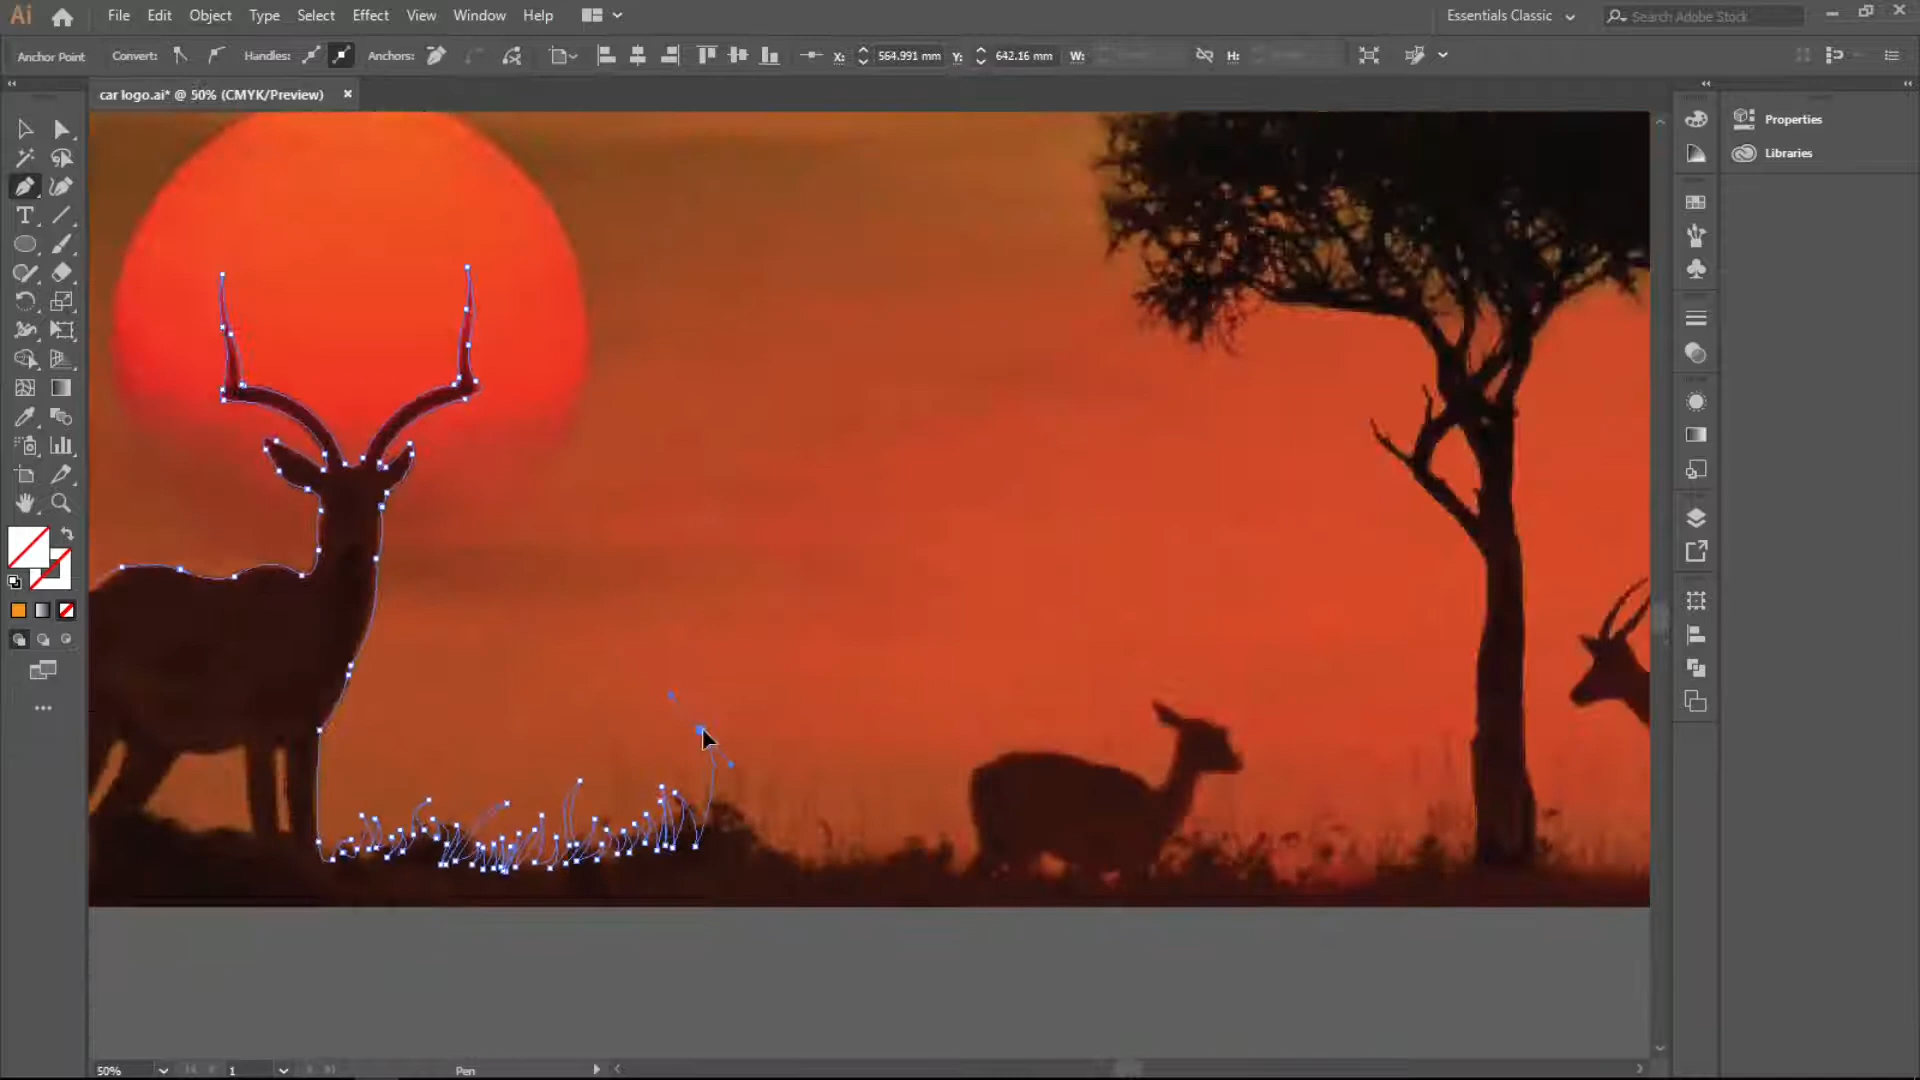 Ai File Edit Object Type Select Effect View Window Help Essentials Classic Search Adobe Stock
Anchor Point Convert: Handles: Anchors: X: 564.991 mm Y: 642.16 mm W: H:
car logo.ai* @ 50% (CMYK/Preview) ×
Properties
Libraries
T
50% 1 Pen